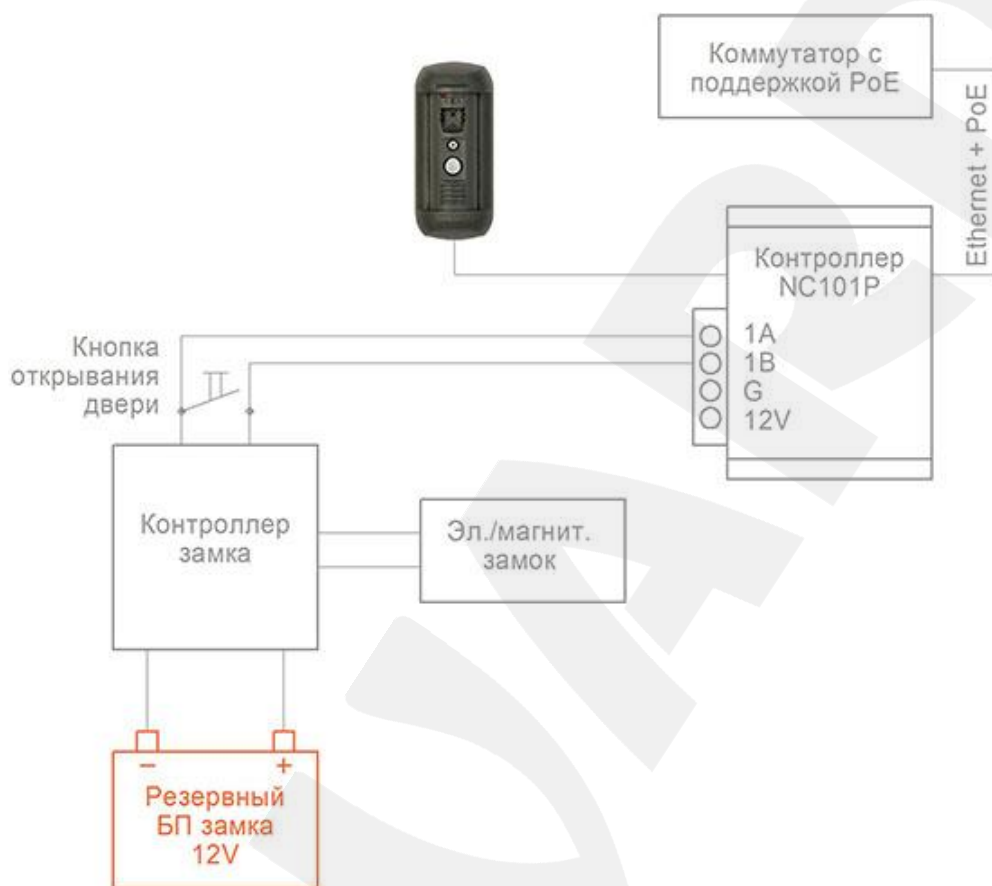 Коммутатор с
поддержкой PoE
Ethernet + PoE
Контроллер
NC101P
1A
1B
G
12V
Кнопка
открывания
двери
Контроллер
замка
Эл./магнит.
замок
– +
Резервный
БП замка
12V